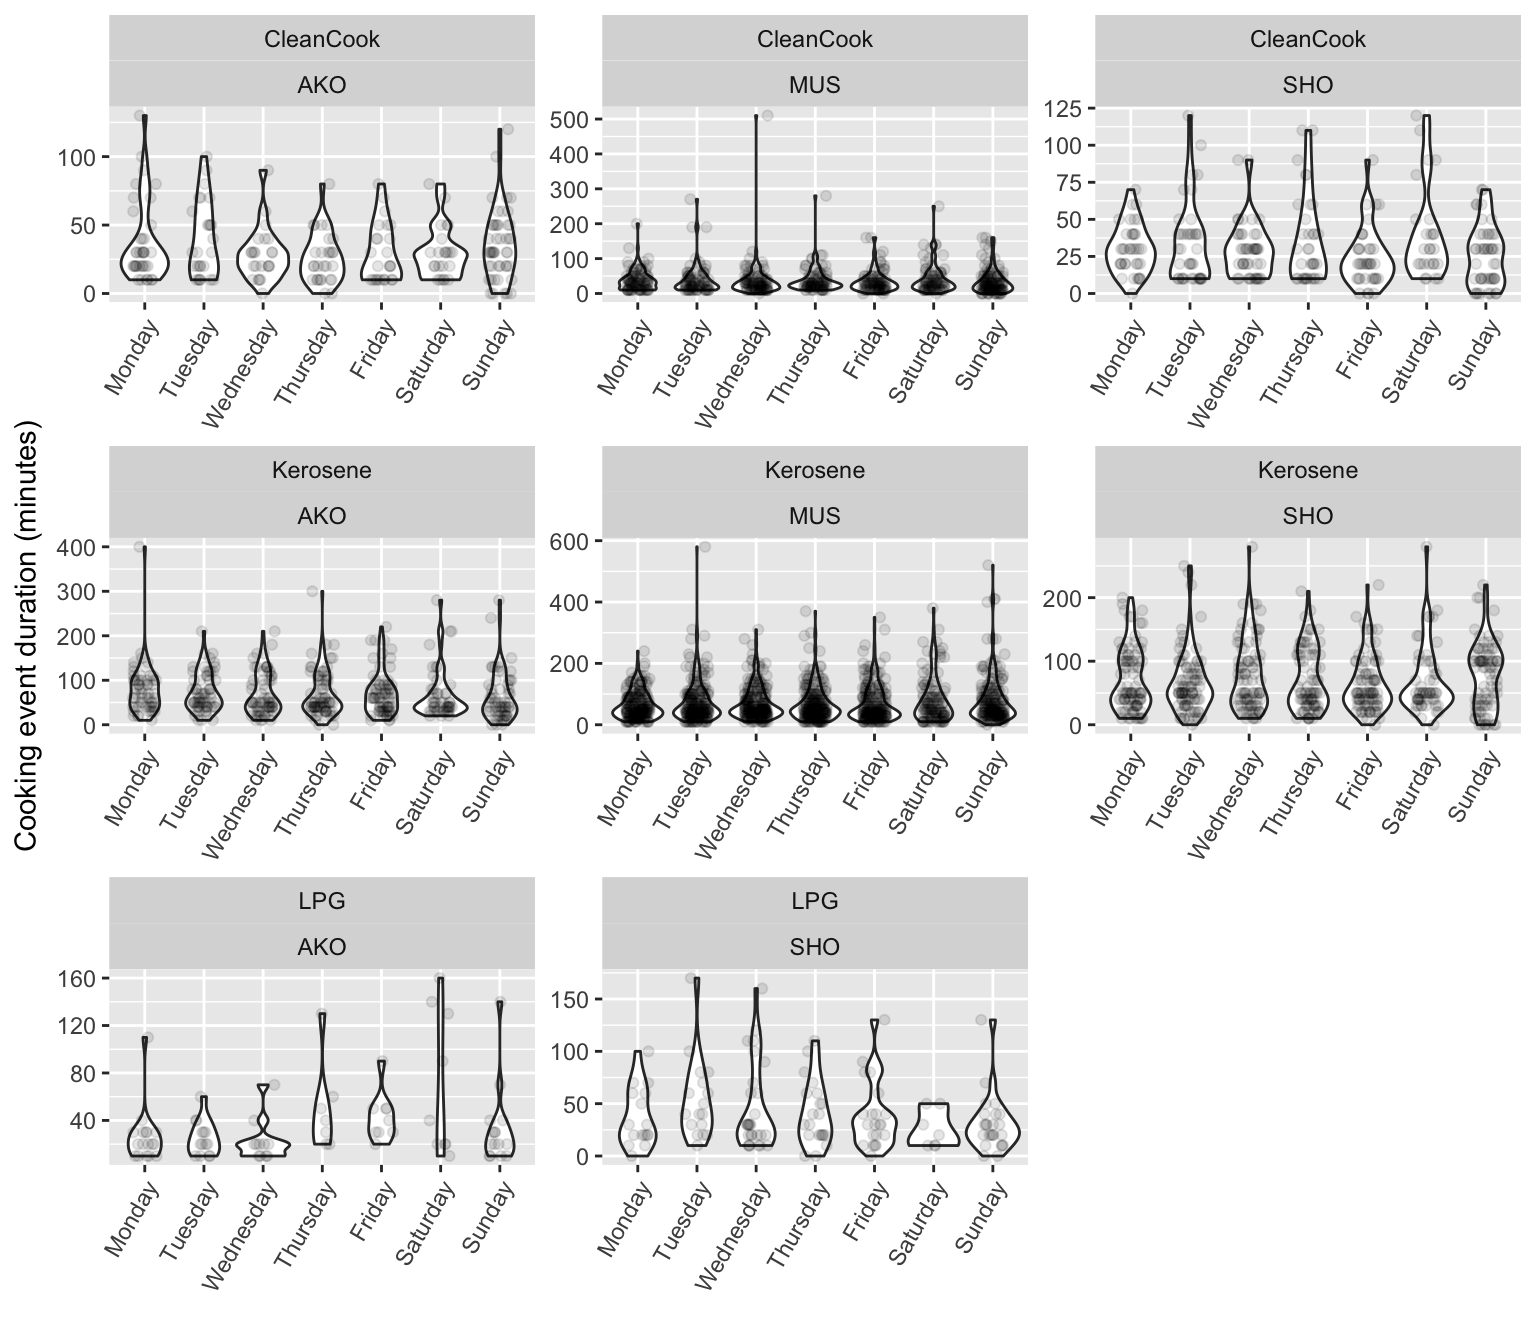 CleanCook CleanCook CleanCook
AKO MUS SHO
100
50
0
500
400
300
200
100
0
125
100
75
50
25
0
Monday Tuesday Wednesday Thursday Friday Saturday Sunday
Monday Tuesday Wednesday Thursday Friday Saturday Sunday
Monday Tuesday Wednesday Thursday Friday Saturday Sunday
Cooking event duration (minutes)
Kerosene Kerosene Kerosene
AKO MUS SHO
400
300
200
100
0
600
400
200
0
200
100
0
Monday Tuesday Wednesday Thursday Friday Saturday Sunday
Monday Tuesday Wednesday Thursday Friday Saturday Sunday
Monday Tuesday Wednesday Thursday Friday Saturday Sunday
LPG LPG
AKO SHO
160
120
80
40
150
100
50
0
Monday Tuesday Wednesday Thursday Friday Saturday Sunday
Monday Tuesday Wednesday Thursday Friday Saturday Sunday